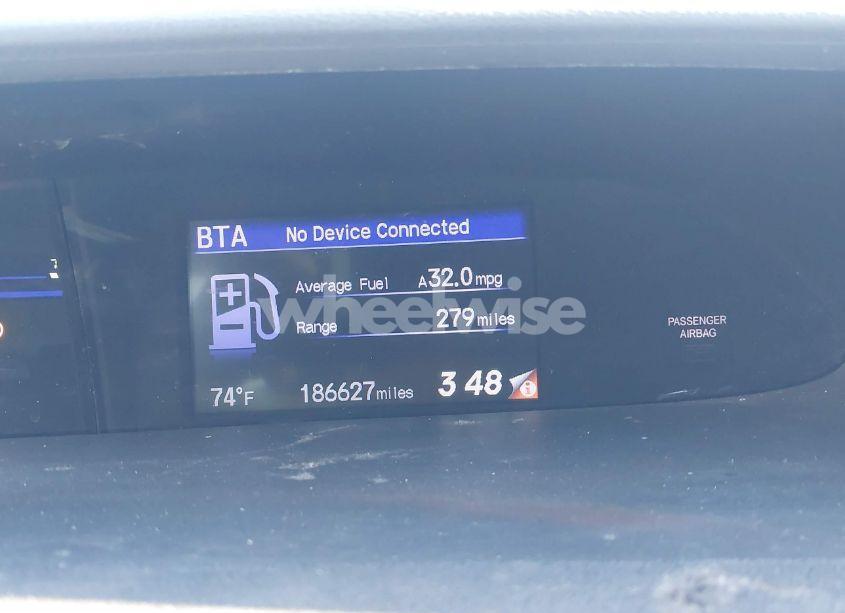 BTA No Device Connected
Average Fuel A32.0mpg
wheelwise
Range 279miles
PASSENGER
AIRBAG
74°F 186627miles 3 48